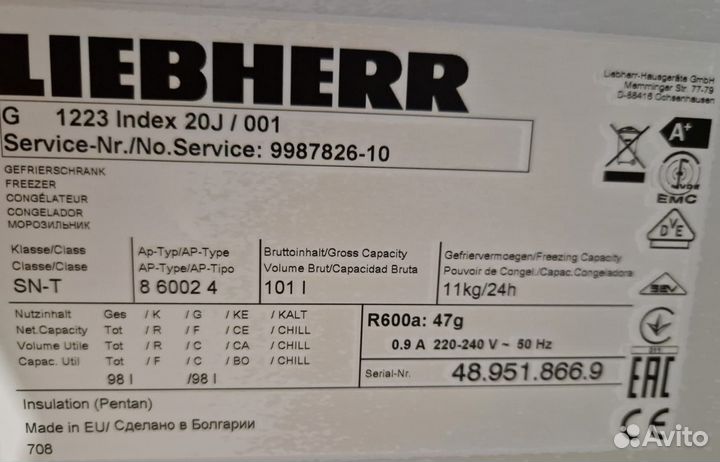 LIEBHERR
Liebherr-Hausgeräte GmbH
Memminger Str. 77-79
D-88416 Ochsenhausen
G 1223 Index 20J / 001
Service-Nr./No.Service: 9987826-10
A+
VDE
EMC
DVE
GEFRIERSCHRANK
FREEZER
CONGÉLATEUR
CONGELADOR
МОРОЗИЛЬНИК
Klasse/Class
Classe/Clase
SN-T
Ap-Typ/AP-Type
AP-Type/AP-Tipo
8 6002 4
Bruttoinhalt/Gross Capacity
Volume Brut/Capacidad Bruta
101 l
Gefriervermoegen/Freezing Capacity
Pouvoir de Congel./Capac.Congeladora
11kg/24h
Nutzinhalt Ges / K / G / KE / KALT
Net.Capacity Tot / R / F / CE / CHILL
Volume Utile Tot / R / C / CA / CHILL
Capac. Util Tot / F / C / BO / CHILL
98 l /98 l
R600a: 47g
0.9 A 220-240 V ~ 50 Hz
Serial-Nr. 48.951.866.9
SEV
EAC
CE
Insulation (Pentan)
Made in EU/ Сделано в Болгарии
708
Avito